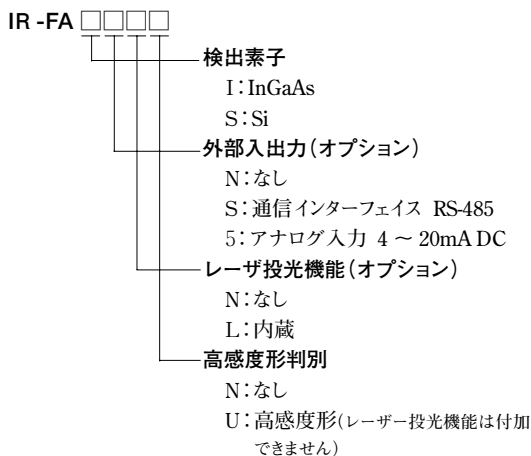 IR -FA □□□□
検出素子
I：InGaAs
S：Si
外部入出力（オプション）
N：なし
S：通信インターフェイス RS-485
5：アナログ入力 4 ～ 20mA DC
レーザ投光機能（オプション）
N：なし
L：内蔵
高感度形判別
N：なし
U：高感度形(レーザー投光機能は付加
できません)